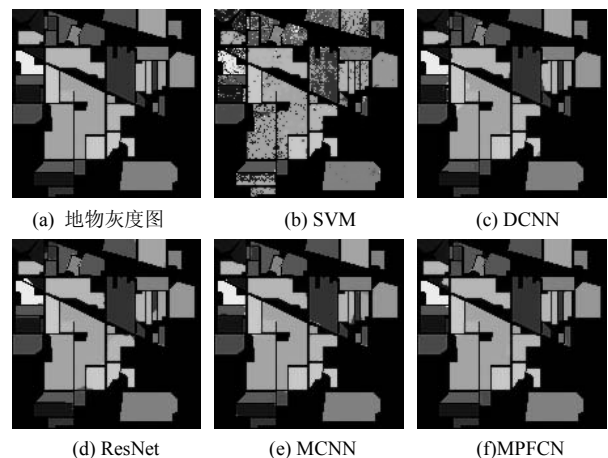 (a) 地物灰度图
(b) SVM
(c) DCNN
(d) ResNet
(e) MCNN
(f)MPFCN